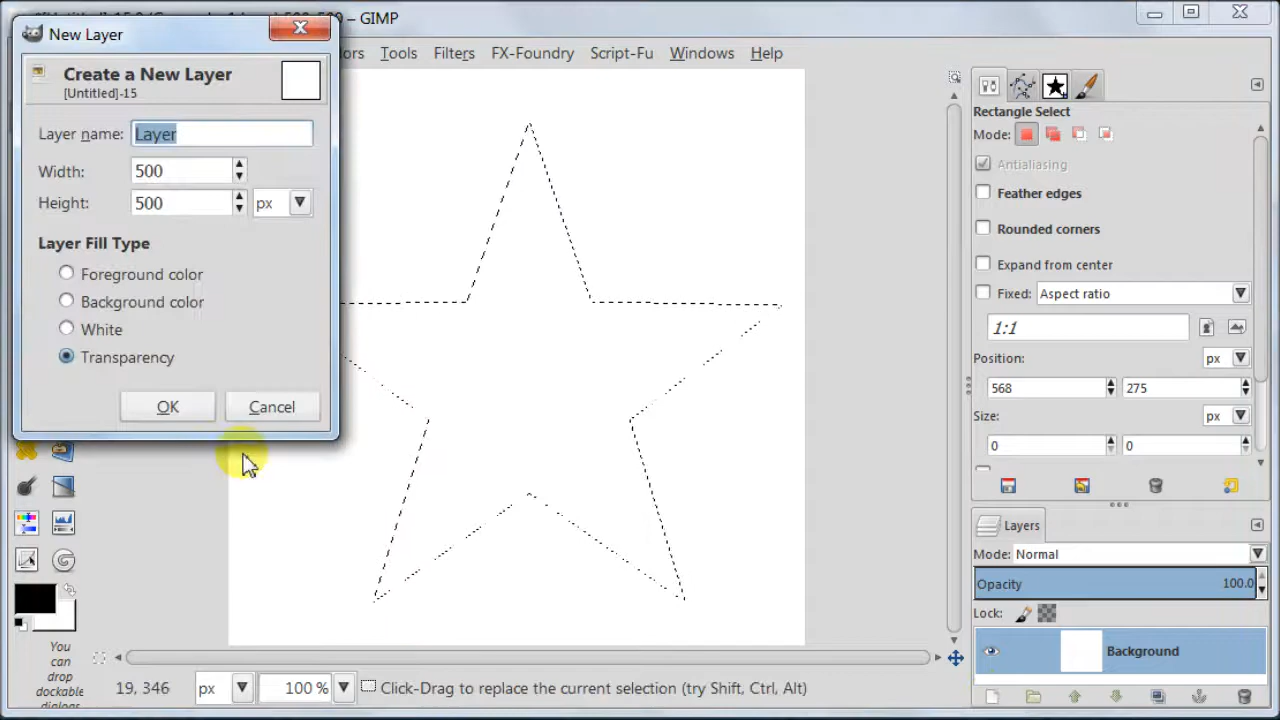 – GIMP
New Layer
Tools Filters FX-Foundry Script-Fu Windows Help
Create a New Layer
[Untitled]-15
Layer name: Layer
Width: 500
Height: 500 px
Layer Fill Type
Foreground color
Background color
White
Transparency
OK Cancel
Rectangle Select
Mode:
Antialiasing
Feather edges
Rounded corners
Expand from center
Fixed: Aspect ratio
1:1
Position:
px
568 275
Size:
px
0 0
Layers
Mode: Normal
Opacity 100.0
Lock:
Background
You
can
drop
dockable
dialogs
19, 346 px 100 % Click-Drag to replace the current selection (try Shift, Ctrl, Alt)